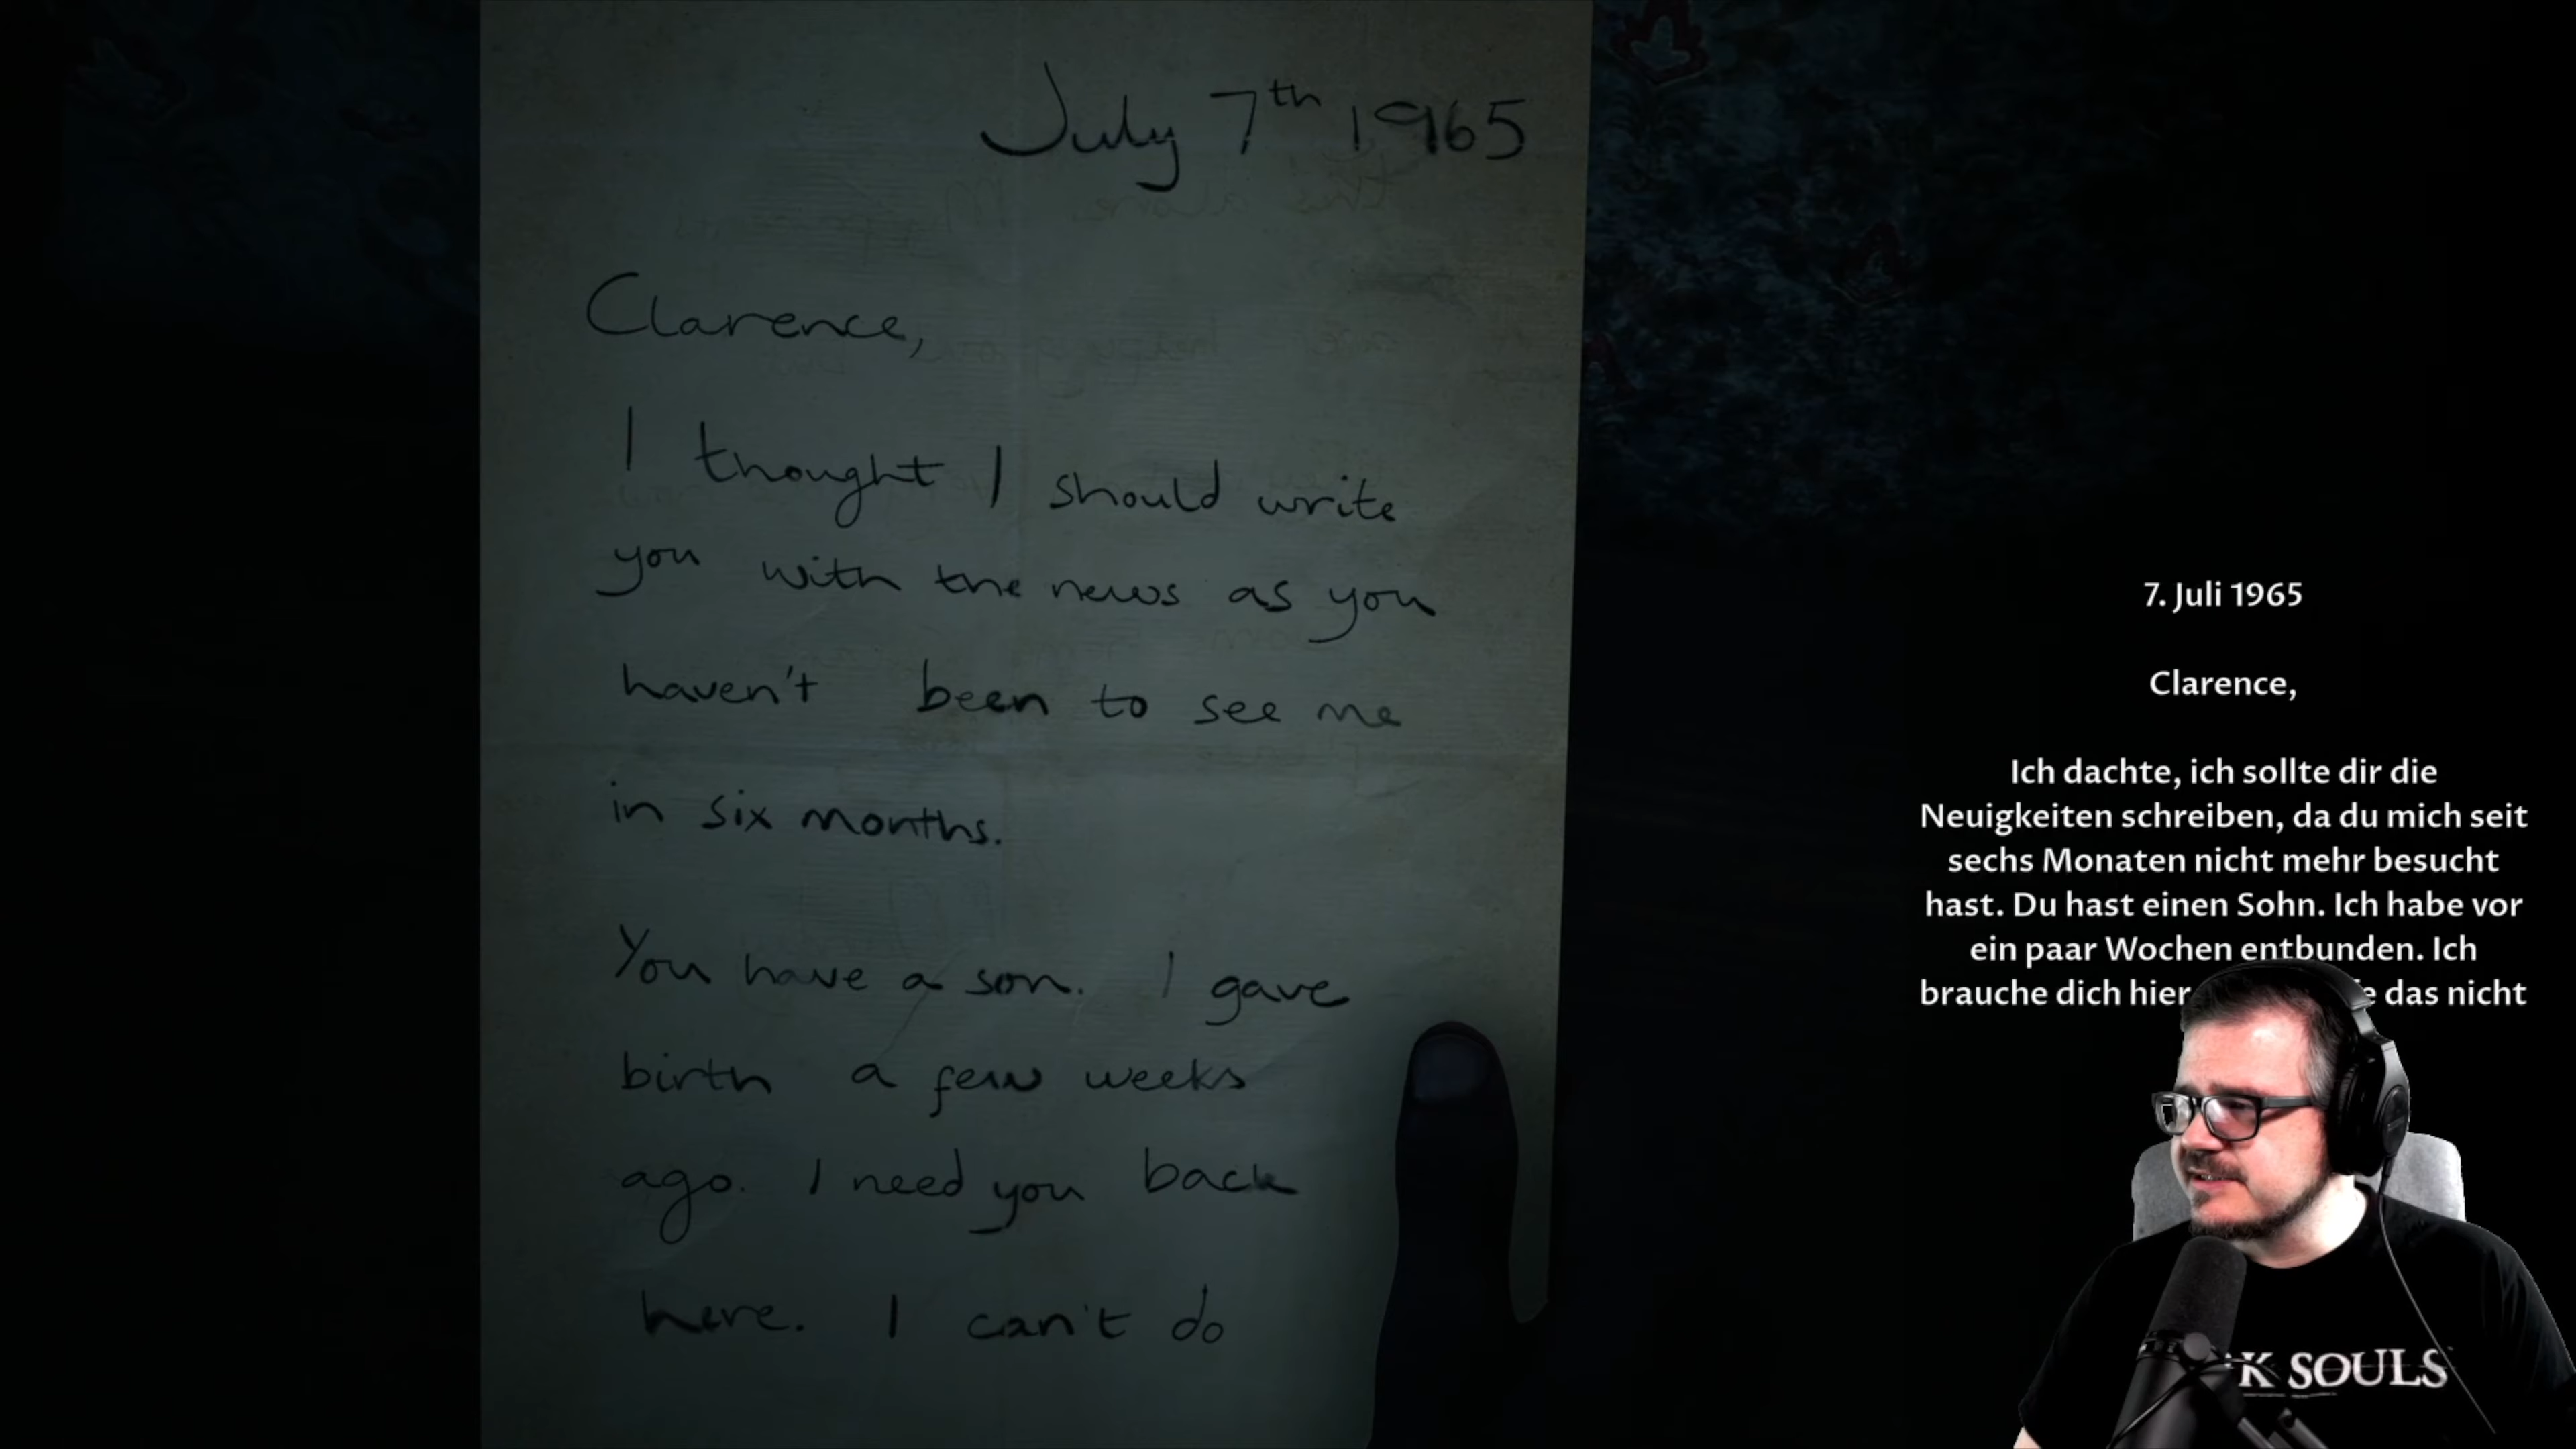 July 7th 1965
Clarence,
I thought I should write
you with the news as you
haven't been to see me
in six months.
You have a son. I gave
birth a few weeks
ago. I need you back
here. I can't do
7. Juli 1965
Clarence,
Ich dachte, ich sollte dir die
Neuigkeiten schreiben, da du mich seit
sechs Monaten nicht mehr besucht
hast. Du hast einen Sohn. Ich habe vor
ein paar Wochen entbunden. Ich
brauche dich hier das nicht
K SOULS